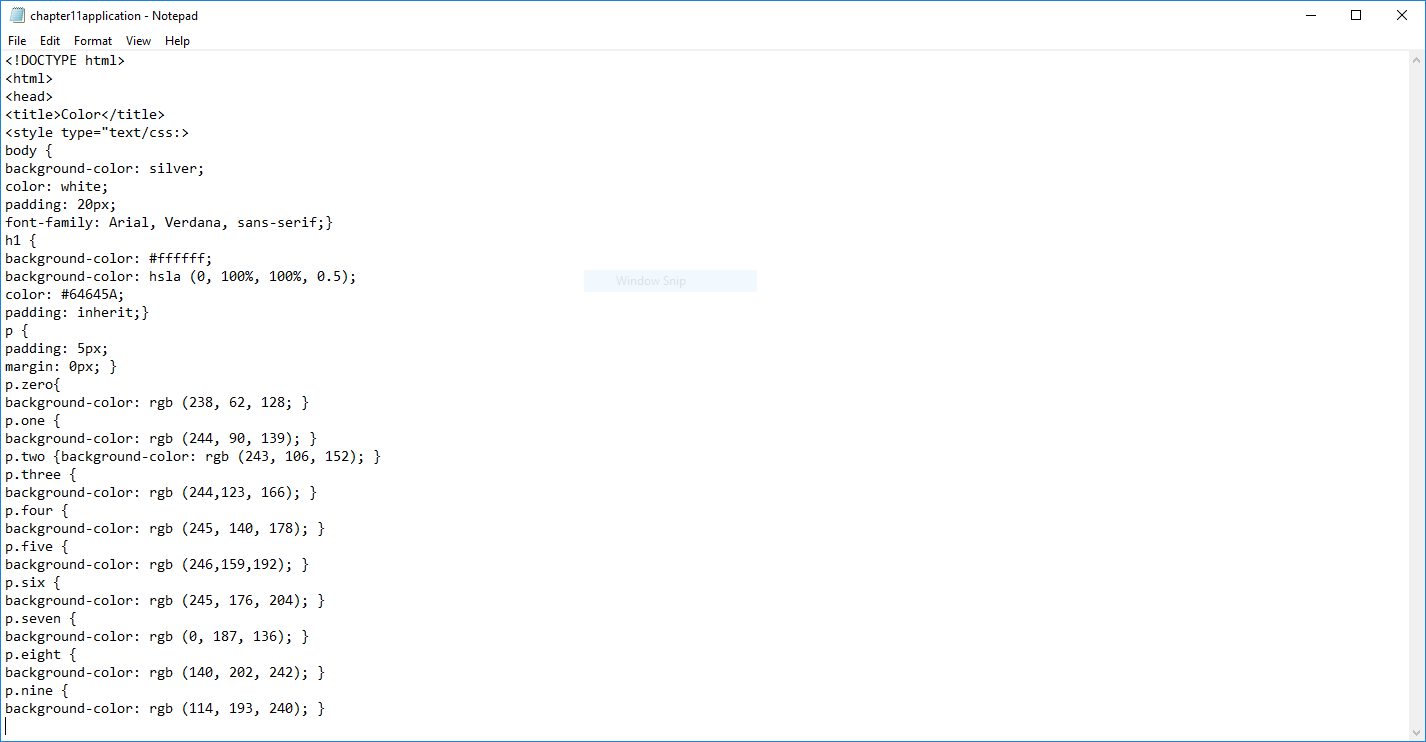 chapter11application - Notepad
File Edit Format View Help
<!DOCTYPE html>
<html>
<head>
<title>Color</title>
<style type="text/css:>
body {
background-color: silver;
color: white;
padding: 20px;
font-family: Arial, Verdana, sans-serif;}
h1 {
background-color: #ffffff;
background-color: hsla (0, 100%, 100%, 0.5);
color: #64645A;
padding: inherit;}
p {
padding: 5px;
margin: 0px; }
p.zero{
background-color: rgb (238, 62, 128; }
p.one {
background-color: rgb (244, 90, 139); }
p.two {background-color: rgb (243, 106, 152); }
p.three {
background-color: rgb (244,123, 166); }
p.four {
background-color: rgb (245, 140, 178); }
p.five {
background-color: rgb (246,159,192); }
p.six {
background-color: rgb (245, 176, 204); }
p.seven {
background-color: rgb (0, 187, 136); }
p.eight {
background-color: rgb (140, 202, 242); }
p.nine {
background-color: rgb (114, 193, 240); }
Window Snip